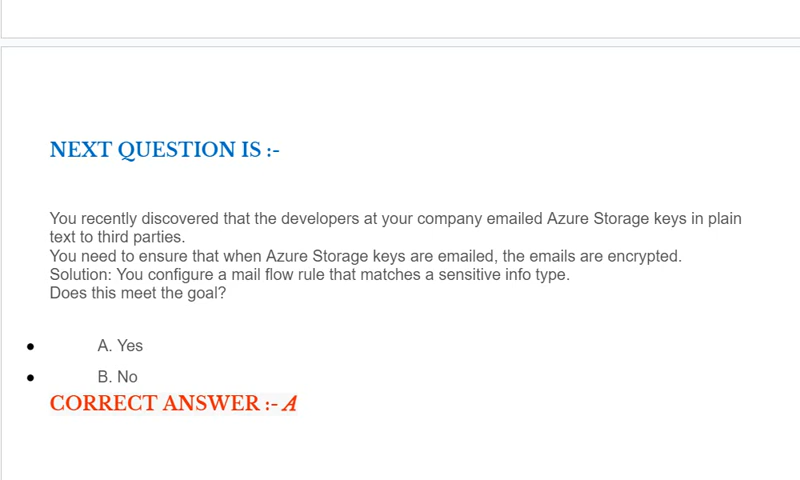 NEXT QUESTION IS :-
You recently discovered that the developers at your company emailed Azure Storage keys in plain
text to third parties.
You need to ensure that when Azure Storage keys are emailed, the emails are encrypted.
Solution: You configure a mail flow rule that matches a sensitive info type.
Does this meet the goal?
A. Yes
B. No
CORRECT ANSWER :- A